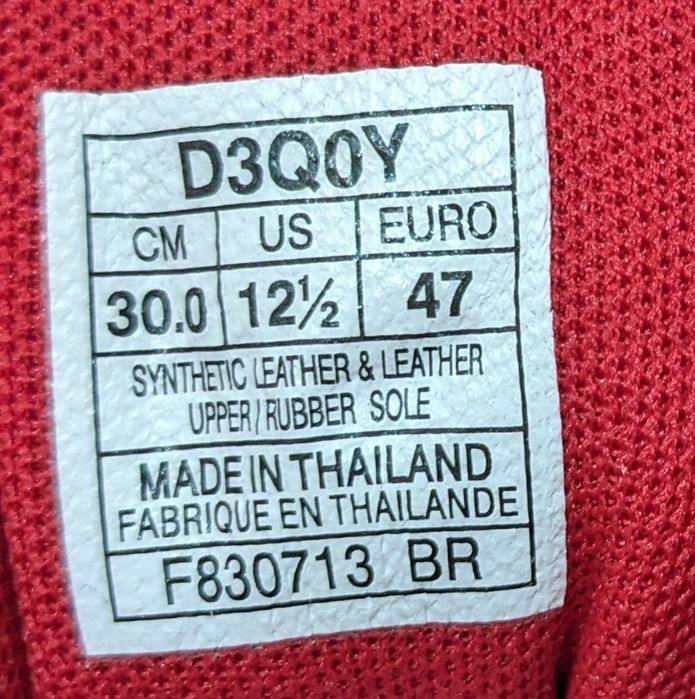 D3Q0Y
CM US EURO
30.0 12½ 47
SYNTHETIC LEATHER & LEATHER
UPPER / RUBBER SOLE
MADE IN THAILAND
FABRIQUE EN THAILANDE
F830713 BR